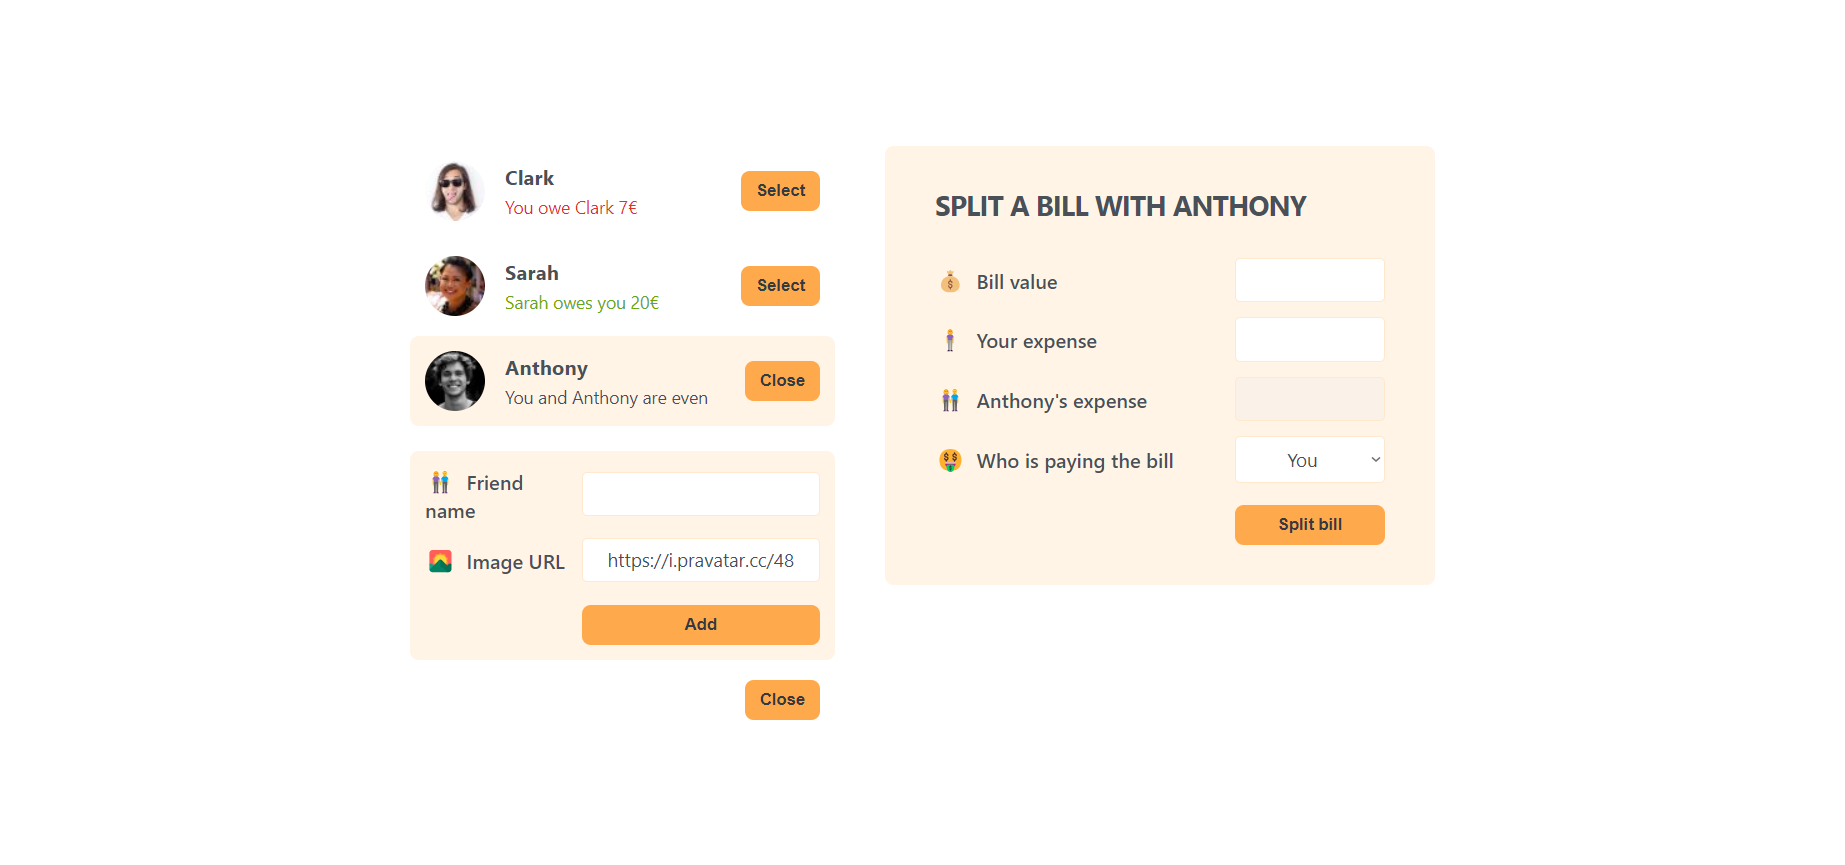 Clark
You owe Clark 7€
Select
Sarah
Sarah owes you 20€
Select
Anthony
You and Anthony are even
Close
Friend
name
Image URL
https://i.pravatar.cc/48
Add
Close
SPLIT A BILL WITH ANTHONY
Bill value
Your expense
Anthony's expense
Who is paying the bill
You
Split bill